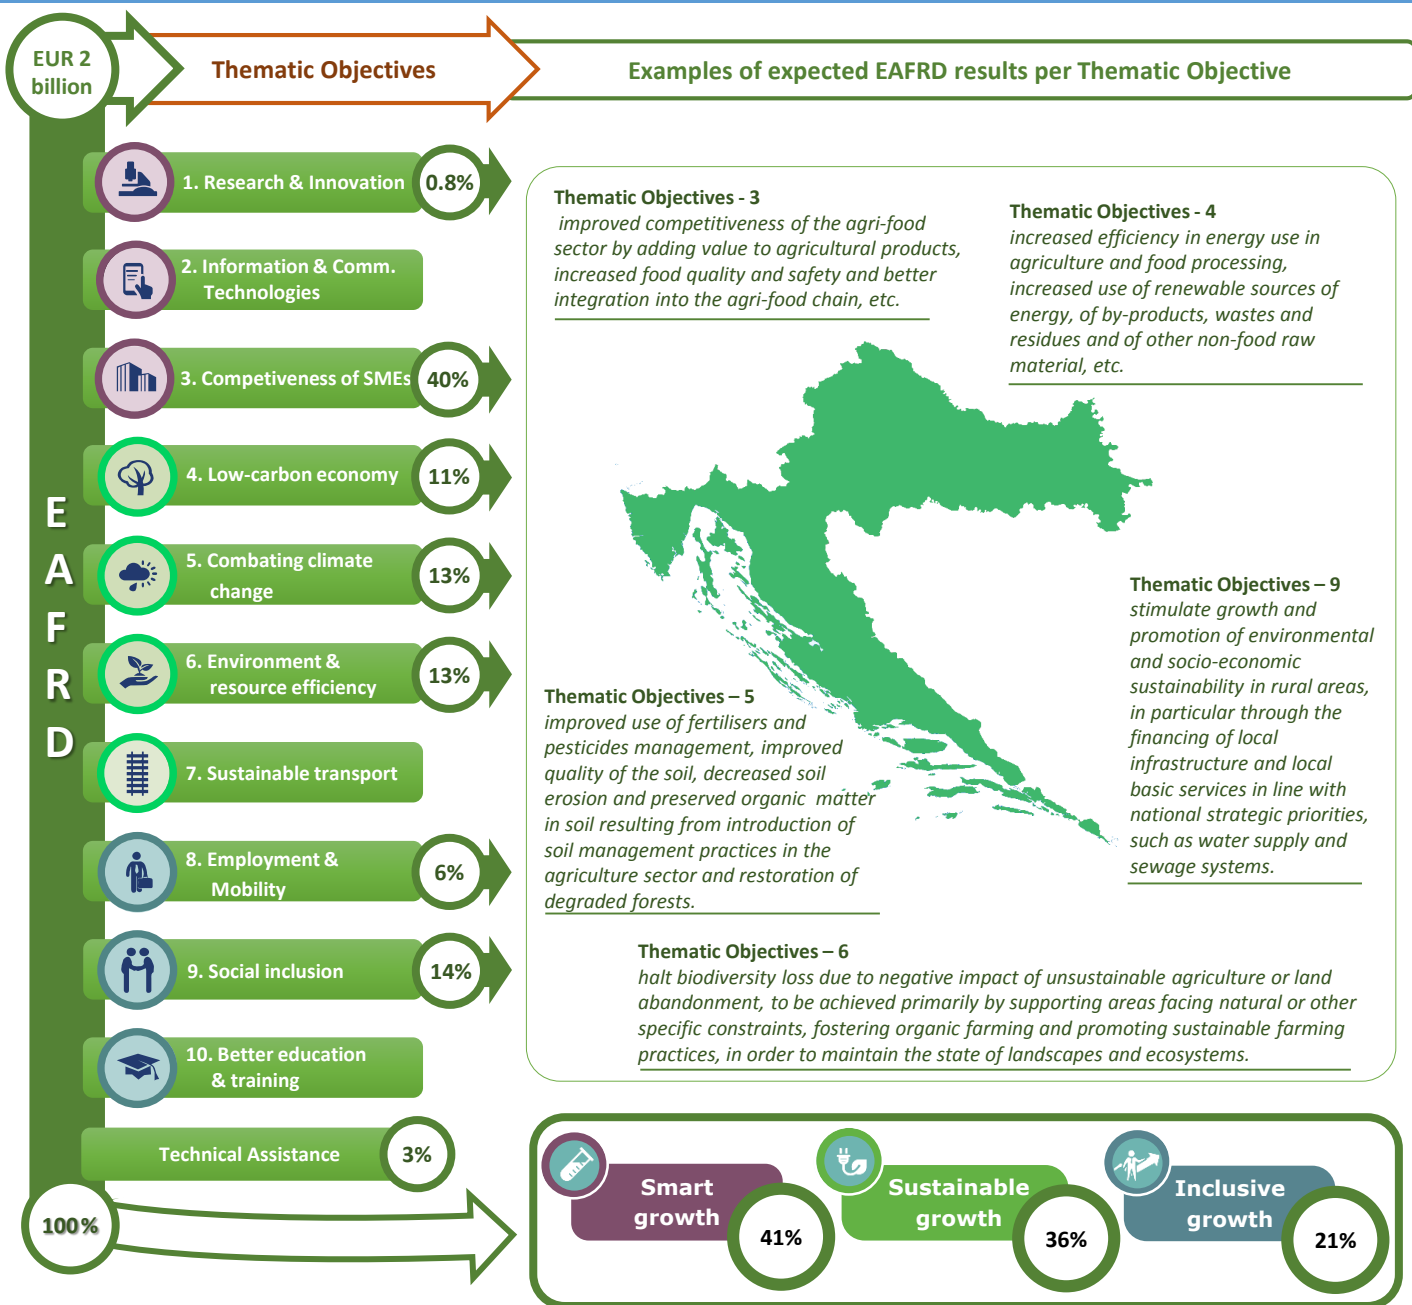 EUR 2
billion
Thematic Objectives
Examples of expected EAFRD results per Thematic Objective
E
A
F
R
D
1. Research & Innovation
0.8%
2. Information & Comm.
Technologies
3. Competiveness of SMEs
40%
4. Low-carbon economy
11%
5. Combating climate
change
13%
6. Environment &
resource efficiency
13%
7. Sustainable transport
8. Employment &
Mobility
6%
9. Social inclusion
14%
10. Better education
& training
Technical Assistance
3%
100%
Thematic Objectives - 3
improved competitiveness of the agri-food
sector by adding value to agricultural products,
increased food quality and safety and better
integration into the agri-food chain, etc.
Thematic Objectives - 4
increased efficiency in energy use in
agriculture and food processing,
increased use of renewable sources of
energy, of by-products, wastes and
residues and of other non-food raw
material, etc.
Thematic Objectives – 9
stimulate growth and
promotion of environmental
and socio-economic
sustainability in rural areas,
in particular through the
financing of local
infrastructure and local
basic services in line with
national strategic priorities,
such as water supply and
sewage systems.
Thematic Objectives – 5
improved use of fertilisers and
pesticides management, improved
quality of the soil, decreased soil
erosion and preserved organic matter
in soil resulting from introduction of
soil management practices in the
agriculture sector and restoration of
degraded forests.
Thematic Objectives – 6
halt biodiversity loss due to negative impact of unsustainable agriculture or land
abandonment, to be achieved primarily by supporting areas facing natural or other
specific constraints, fostering organic farming and promoting sustainable farming
practices, in order to maintain the state of landscapes and ecosystems.
Smart
growth
41%
Sustainable
growth
36%
Inclusive
growth
21%